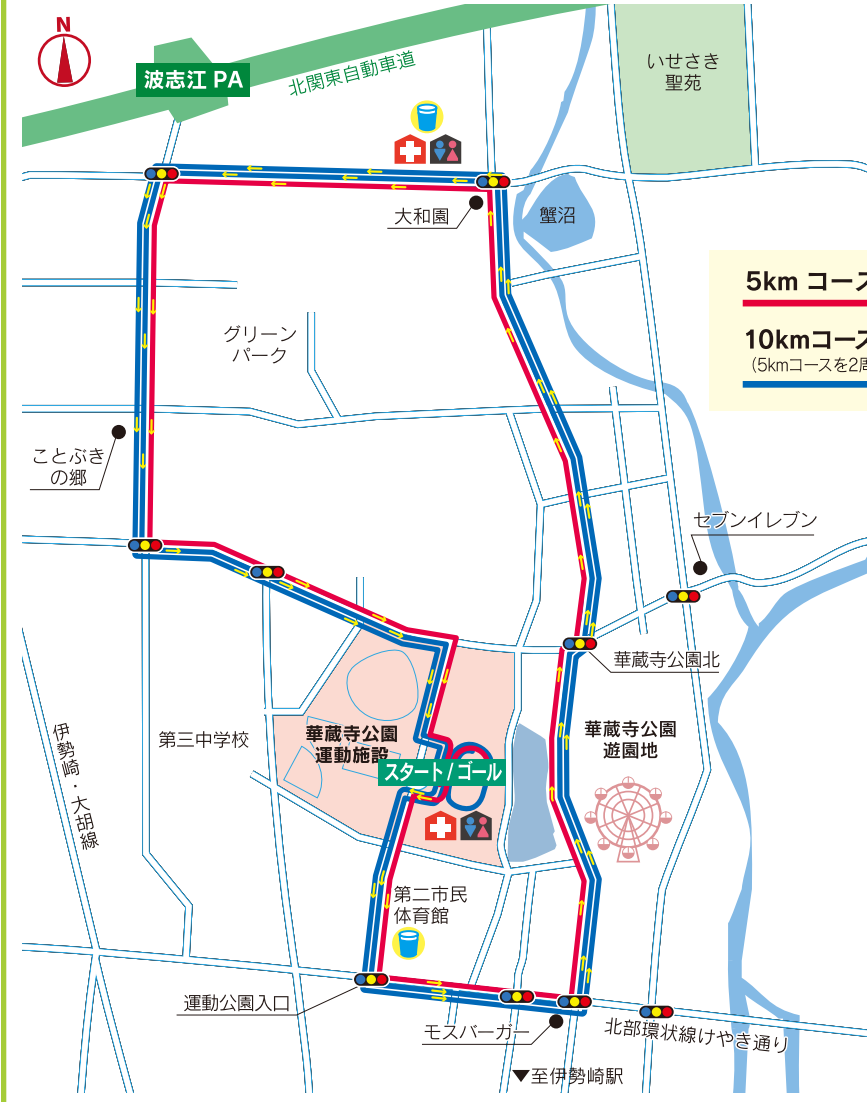 N
波志江 PA
北関東自動車道
いせさき
聖苑
大和園
蟹沼
5km コース
10kmコース
(5kmコースを2周
グリーン
パーク
ことぶき
の郷
セブンイレブン
華蔵寺公園北
華蔵寺公園
運動施設
華蔵寺公園
遊園地
第三中学校
伊勢崎・大胡線
スタート / ゴール
第二市民
体育館
運動公園入口
モスバーガー
北部環状線けやき通り
▼至伊勢崎駅